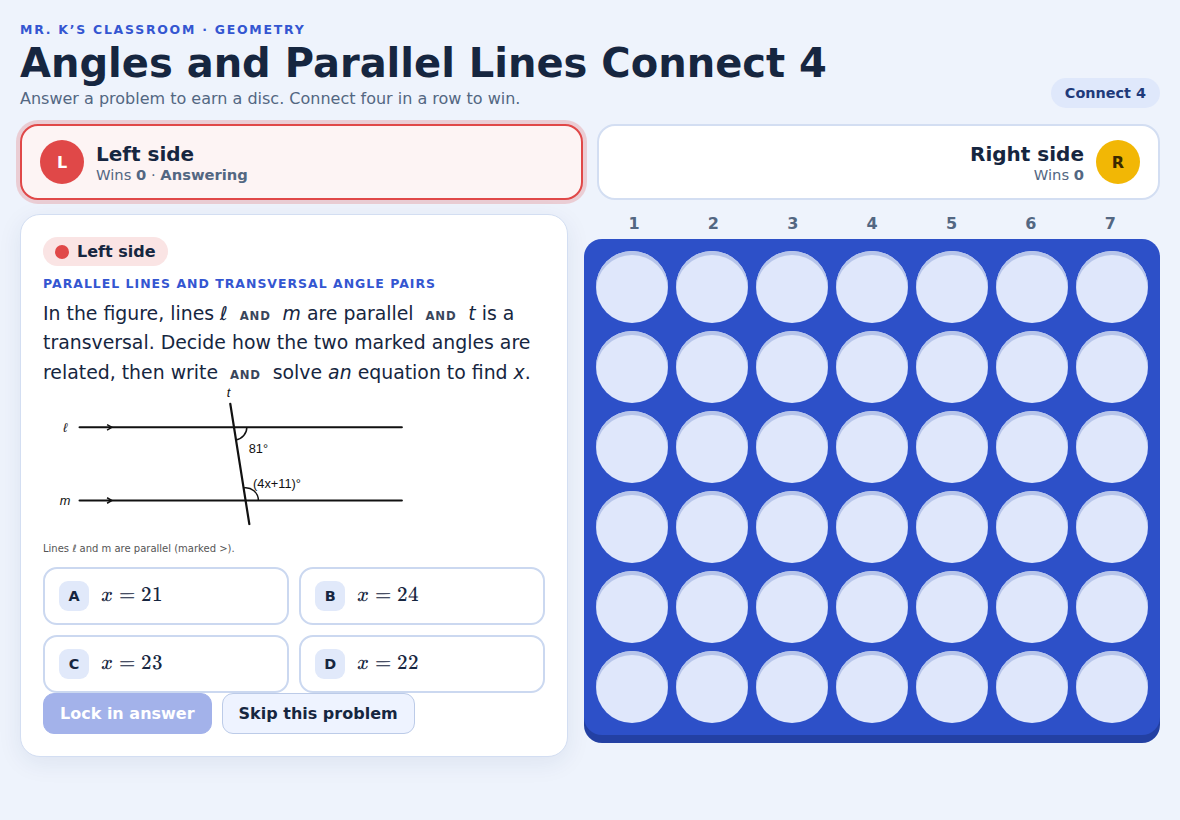 MR. K’S CLASSROOM · GEOMETRY
Angles and Parallel Lines Connect 4
Answer a problem to earn a disc. Connect four in a row to win.
Connect 4
L
Left side
Wins 0 · Answering
Right side
Wins 0
R
Left side
PARALLEL LINES AND TRANSVERSAL ANGLE PAIRS
In the figure, lines ℓ AND m are parallel AND t is a
transversal. Decide how the two marked angles are
related, then write AND solve an equation to find x.
t
ℓ
81°
(4x+11)°
m
Lines ℓ and m are parallel (marked >).
A x = 21
B x = 24
C x = 23
D x = 22
Lock in answer
Skip this problem
1 2 3 4 5 6 7